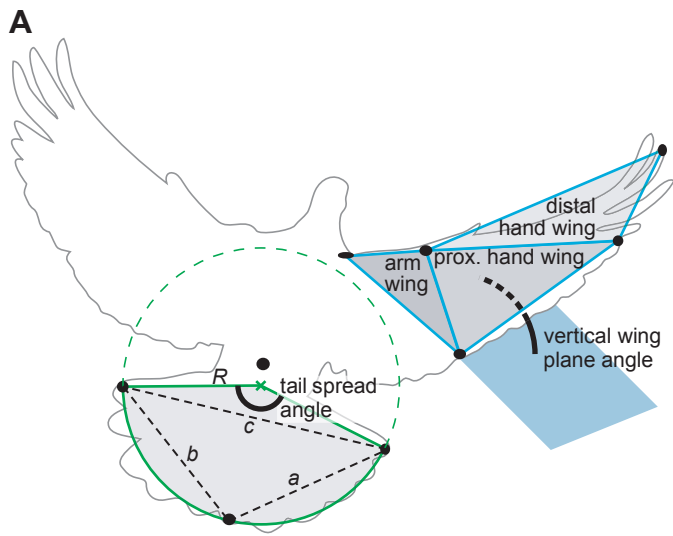 A
distal
hand wing
arm
wing
prox. hand wing
vertical wing
plane angle
R
tail spread
angle
c
b
a